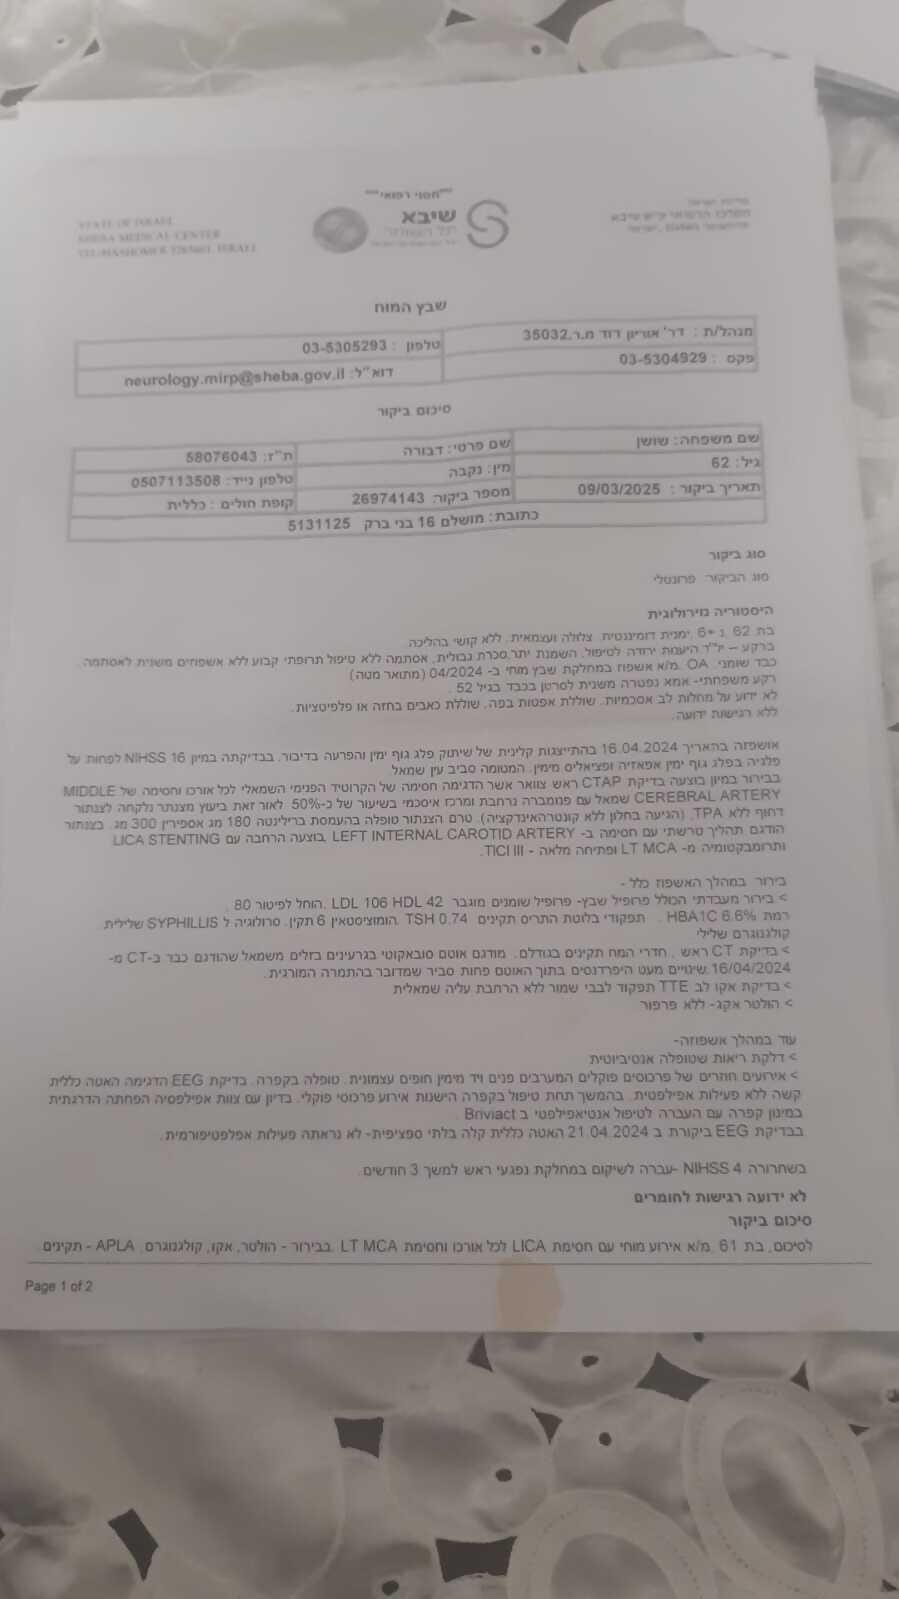 "חסוי רפואי"
STATE OF ISRAEL
SHEBA MEDICAL CENTER
TEL-HASHOMER ISRAEL
שיבא
תל השומר
מדינת ישראל
המרכז הרפואי ע"ש שיבא
שבץ המוח
מנהל/ת : דר' אוריון דוד מ.ר.35032
טלפון : 03-5305293
פקס : 03-5304929
דוא"ל: neurology.mirp@sheba.gov.il
סיכום ביקור
שם משפחה: שושן שם פרטי: דבורה ת"ז: 58076043
גיל: 62 מין: נקבה טלפון נייד: 0507113508
תאריך ביקור : 09/03/2025 מספר ביקור: 26974143 קופת חולים : כללית
כתובת: מושלם 16 בני ברק 5131125
סוג ביקור
סוג הביקור: פרונטלי
היסטוריה נוירולוגית
בת 62, נ +6, ימנית דומיננטית. צלולה ועצמאית. ללא קושי בהליכה.
ברקע – יל"ד היענות ירודה לטיפול, השמנת יתר, סכרת גבולית, אסתמה ללא טיפול תרופתי קבוע ללא אשפוזים משנית לאסתמה,
כבד שומני, OA. מ/א אשפוז במחלקת שבץ מוחי ב- 04/2024 (מתואר מטה)
רקע משפחתי- אמא נפטרה משנית לסרטן בכבד בגיל 52.
לא ידוע על מחלות לב אסכמיות, שוללת אפטות בפה, שוללת כאבים בחזה או פלפיטציות.
ללא רגישות ידועה.
אושפזה בתאריך 16.04.2024 בהתייצגות קלינית של שיתוק פלג גוף ימין והפרעה בדיבור, בבדיקתה במיון NIHSS 16 לפחות על
פלגיה בפלג גוף ימין אפאזיה ופציאליס מימין. המטומה סביב עין שמאל.
בבירור במיון בוצעה בדיקת CTAP ראש צוואר אשר הדגימה חסימה של הקרוטיד הפנימי השמאלי לכל אורכו וחסימה של MIDDLE
CEREBRAL ARTERY שמאל עם פנומברה נרחבת ומרכז איסכמי בשיעור של כ-50%. לאור זאת ביעוץ מצנתר נלקחה לצנתור
דחוף ללא TPA. (הגיעה בחלון ללא קונטרהאינדקציה). טרם הצנתור טופלה בהעמסת ברילינטה 180 מג אספירין 300 מג. בצנתור
הודגם תהליך טרשתי עם חסימה ב- LEFT INTERNAL CAROTID ARTERY בוצעה הרחבה עם LICA STENTING
ותרומבקטומיה מ- LT MCA ופתיחה מלאה - TICI III.
בירור במהלך האשפוז כלל -
> בירור מעבדתי הכולל פרופיל שבץ- פרופיל שומנים מוגבר LDL 106 HDL 42. הוחל ליפיטור 80.
רמת HBA1C 6.6% . תפקודי בלוטת התריס תקינים TSH 0.74. הומוציסטאין 6 תקין. סרולוגיה ל SYPHILLIS שלילית.
קולגנוגרם שלילי
> בדיקת CT ראש , חדרי המח תקינים בגודלם. מודגם אוטם סובאקוטי בגרעינים בזלים משמאל שהודגם כבר ב-CT מ-
16/04/2024. שינויים מעט היפרדנסים בתוך האוטם פחות סביר שמדובר בהתמרה המורגית.
> בדיקת אקו לב TTE תפקוד לבבי שמור ללא הרחבת עליה שמאלית
> הולטר אקג- ללא פרפור
עוד במהלך אשפוזה-
> דלקת ריאות שטופלה אנטיביוטית
> אירועים חוזרים של פרכוסים פוקלים המערבים פנים ויד מימין חופים עצמונית. טופלה בקפרה. בדיקת EEG הדגימה האטה כללית
קשה ללא פעילות אפילפטית. בהמשך תחת טיפול בקפרה הישנות אירוע פרכוסי פוקלי. בדיון עם צוות אפילפסיה הפחתה הדרגתית
במינון קפרה עם העברה לטיפול אנטיאפילפטי ב Briviact.
בבדיקת EEG ביקורת ב 21.04.2024 האטה כללית קלה בלתי ספציפית- לא נראתה פעילות אפלפטיפורמית.
בשחרורה NIHSS 4 -עברה לשיקום במחלקת נפגעי ראש למשך 3 חודשים.
לא ידועה רגישות לחומרים
סיכום ביקור
לסיכום, בת 61, מ/א אירוע מוחי עם חסימת LICA לכל אורכו וחסימת LT MCA. בבירור - הולטר, אקו, קולגנוגרם, APLA - תקינים.
Page 1 of 2